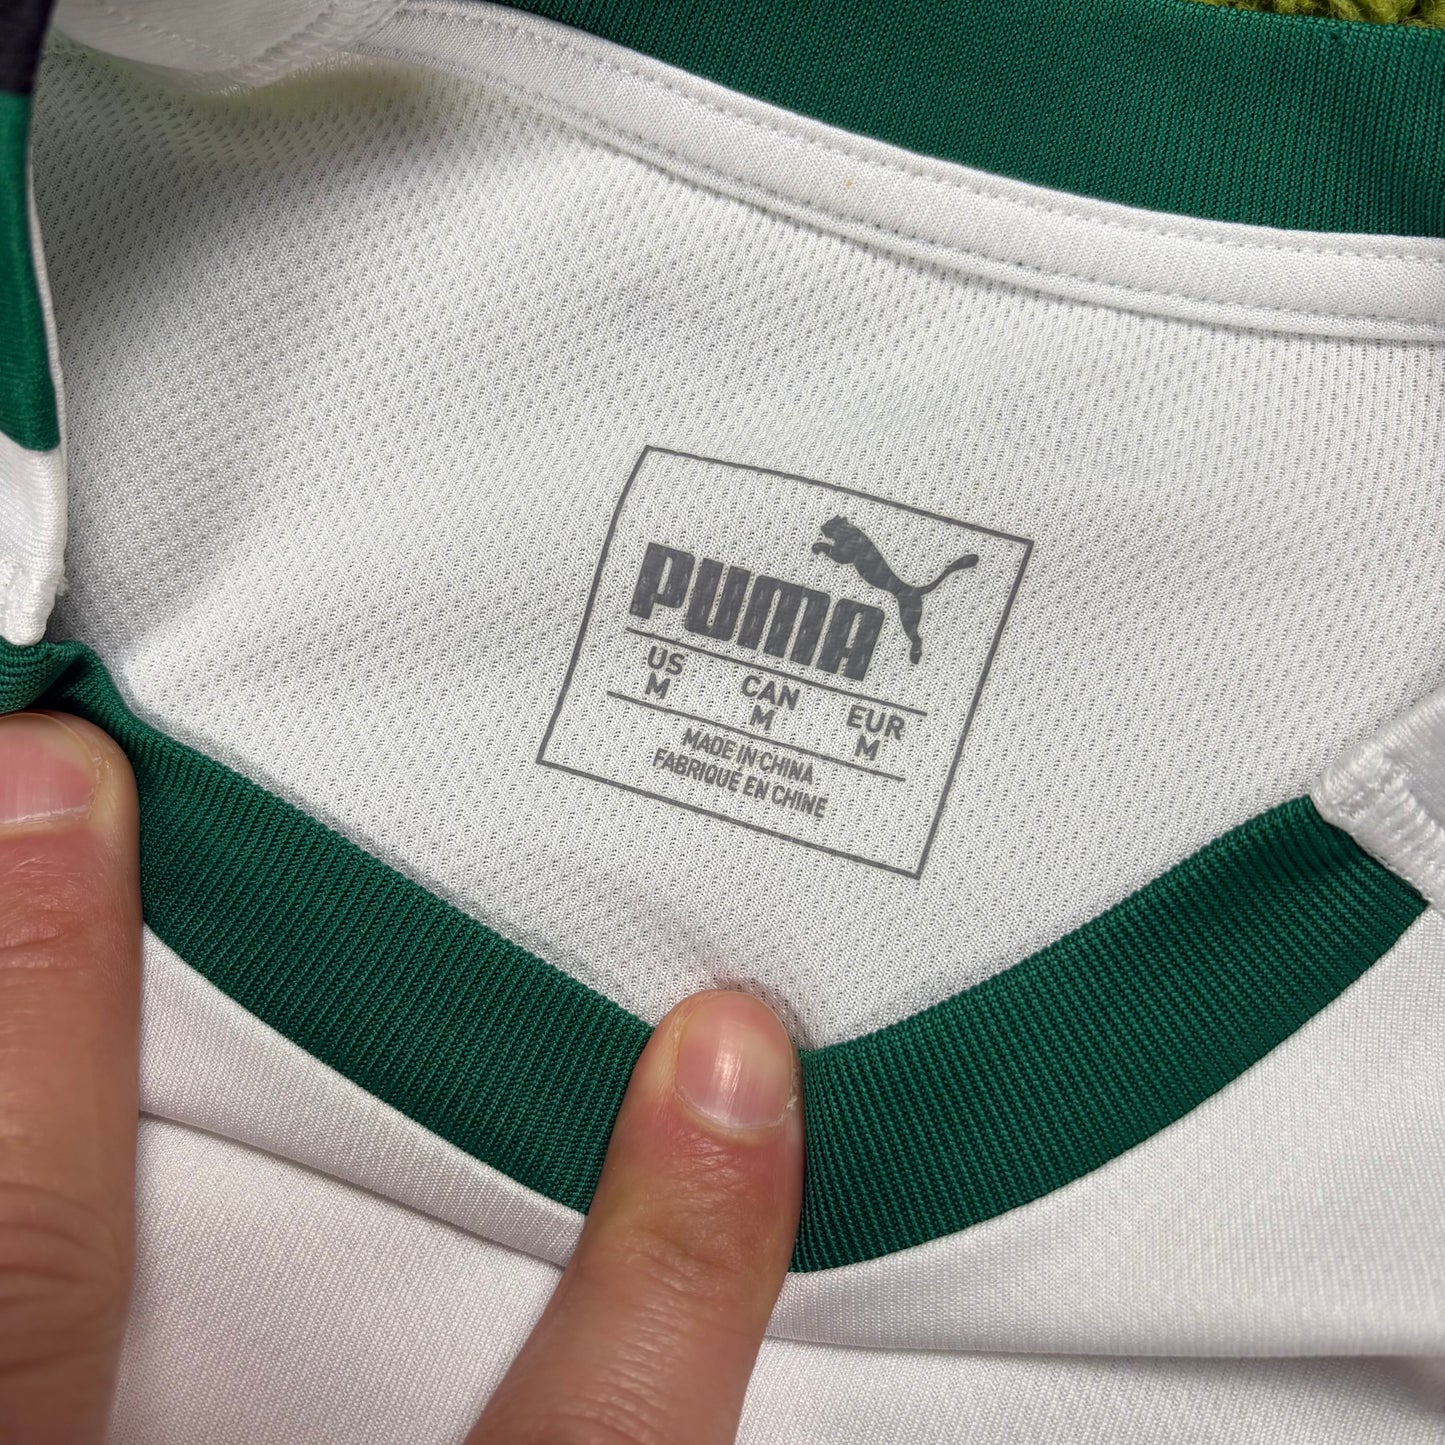 PUMA
US CAN EUR
M M M
MADE IN CHINA
FABRIQUÉ EN CHINE